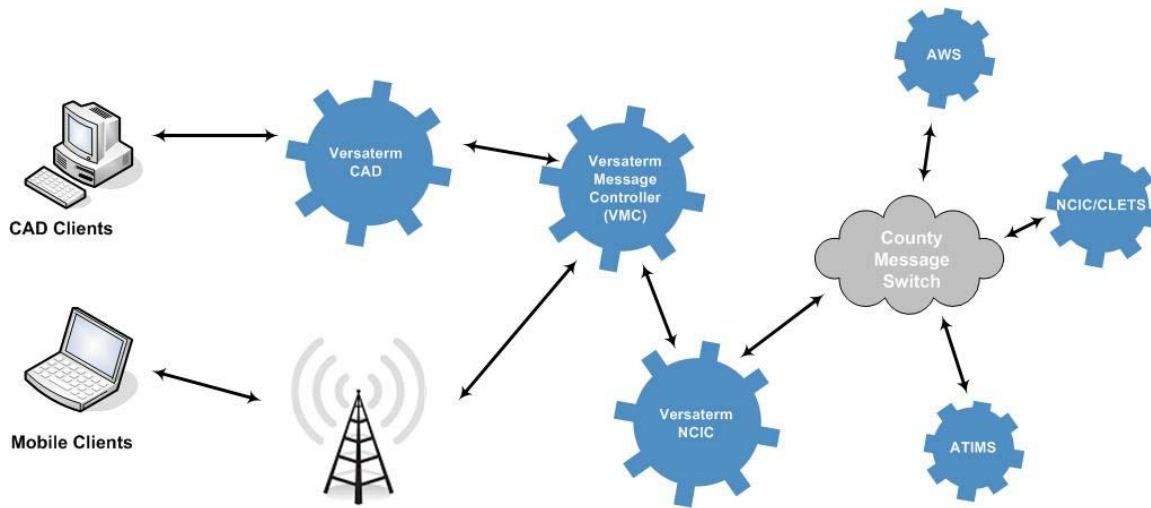 AWS
Versaterm
CAD
Versaterm
Message
Controller
(VMC)
NCIC/CLETS
CAD Clients
County
Message
Switch
Mobile Clients
Versaterm
NCIC
ATIMS